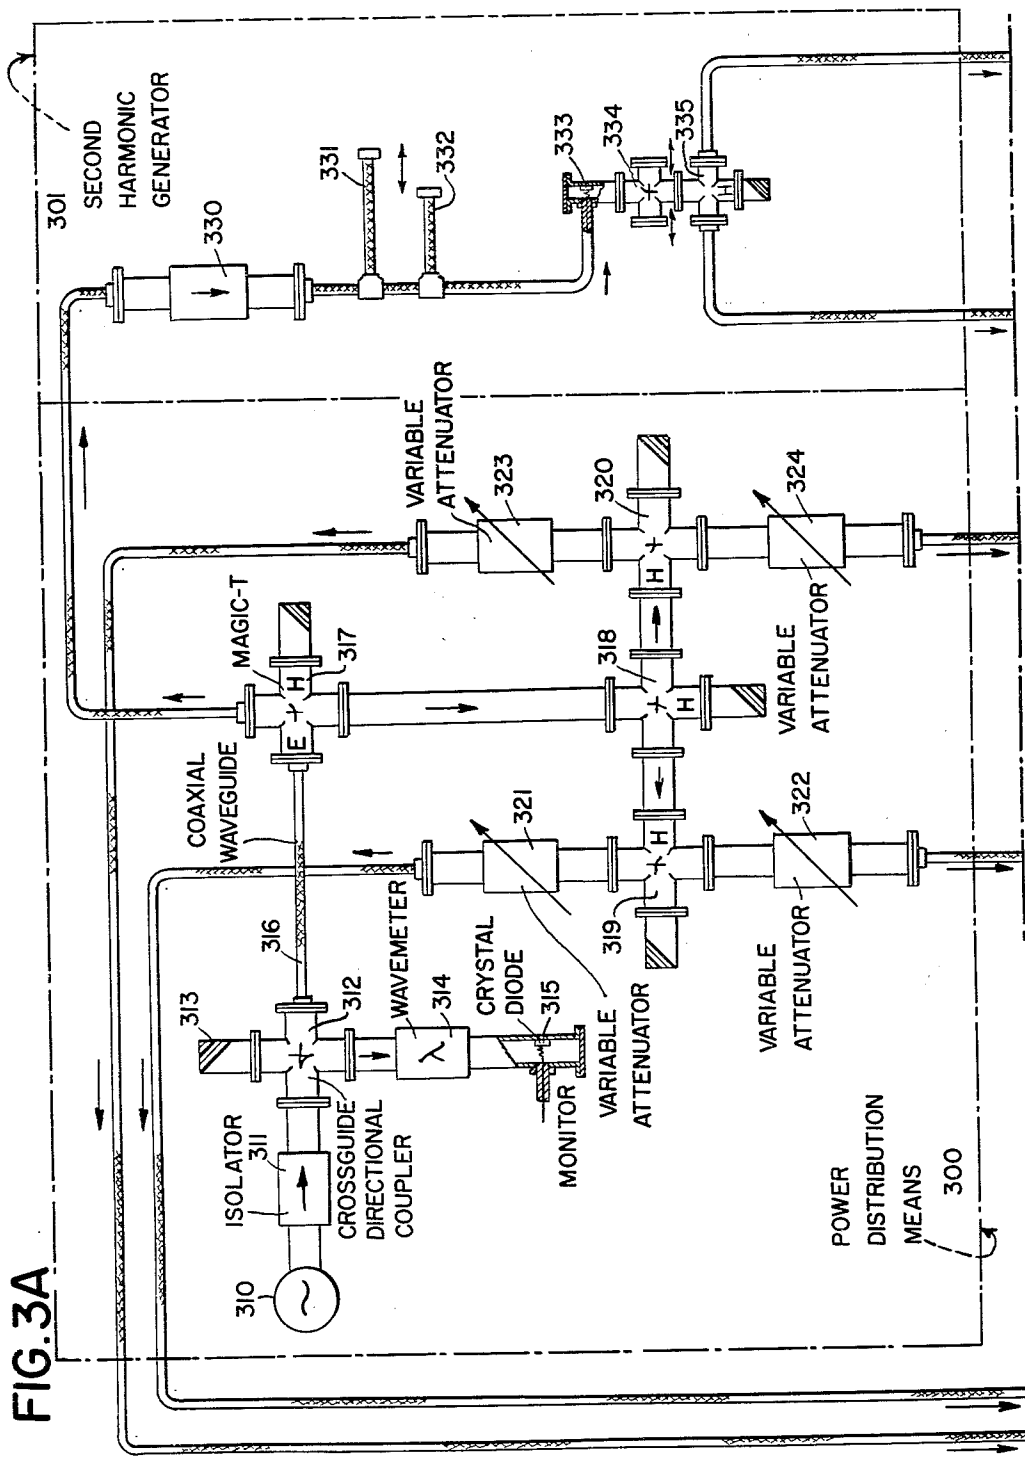 FIG.3A
301
SECOND
HARMONIC
GENERATOR
330
331
332
333
334
335
H
VARIABLE
ATTENUATOR
323
320
H
324
VARIABLE
ATTENUATOR
MAGIC-T
317
E
H
318
H
COAXIAL
WAVEGUIDE
316
321
VARIABLE
ATTENUATOR
319
H
322
VARIABLE
ATTENUATOR
313
312
WAVEMETER
314
λ
CRYSTAL
DIODE
315
MONITOR
ISOLATOR
311
CROSSGUIDE
DIRECTIONAL
COUPLER
310
~
POWER
DISTRIBUTION
MEANS
300